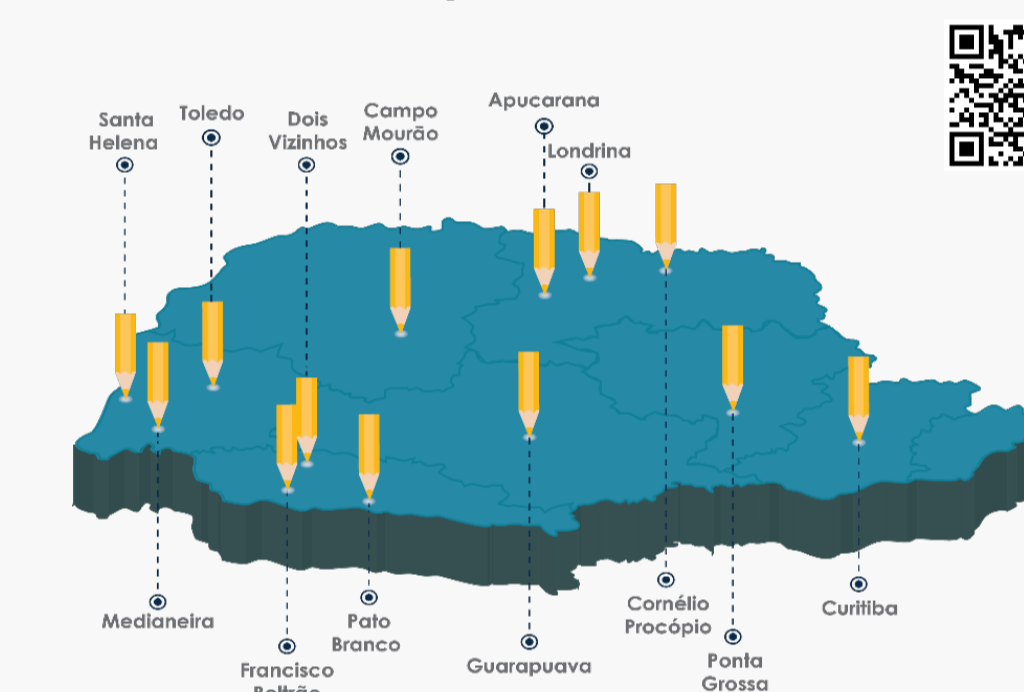 Apucarana
Campo
Mourão
Toledo
Santa
Helena
Dois
Vizinhos
Londrina
Cornélio
Procópio
Curitiba
Medianeira
Pato
Branco
Guarapuava
Ponta
Grossa
Francisco
Beltrão